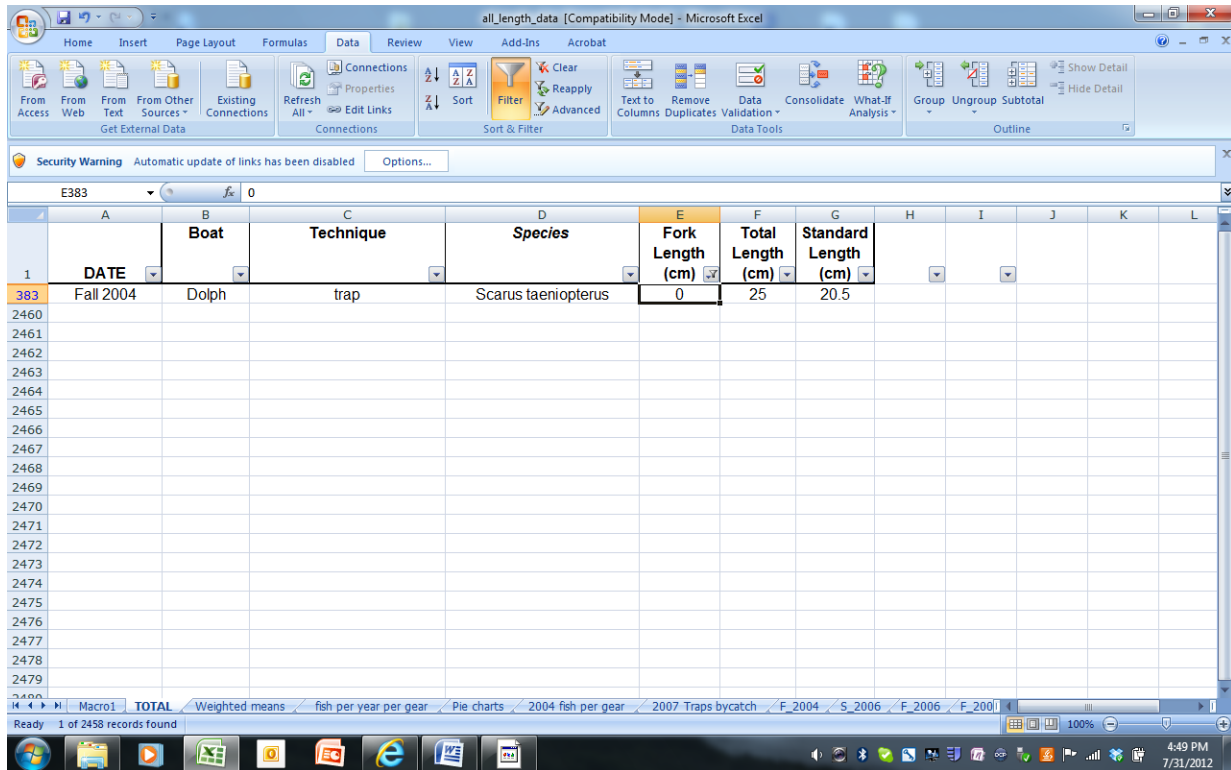 all_length_data [Compatibility Mode] - Microsoft Excel
Home Insert Page Layout Formulas Data Review View Add-Ins Acrobat
From Access
From Web
From Text
From Other Sources
Existing Connections
Get External Data
Refresh All
Connections
Properties
Edit Links
Connections
Sort
Filter
Clear
Reapply
Advanced
Sort & Filter
Text to Columns
Remove Duplicates
Data Validation
Consolidate
What-If Analysis
Data Tools
Group
Ungroup
Subtotal
Show Detail
Hide Detail
Outline
Security Warning Automatic update of links has been disabled Options...
E383 fx 0
A B C D E F G H I J K L
1 DATE Boat Technique Species Fork Length (cm) Total Length (cm) Standard Length (cm)
383 Fall 2004 Dolph trap Scarus taeniopterus 0 25 20.5
2460
2461
2462
2463
2464
2465
2466
2467
2468
2469
2470
2471
2472
2473
2474
2475
2476
2477
2478
2479
2480
Macro1 TOTAL Weighted means fish per year per gear Pie charts 2004 fish per gear 2007 Traps bycatch F_2004 S_2006 F_2006 F_200
Ready 1 of 2458 records found 100%
4:49 PM
7/31/2012